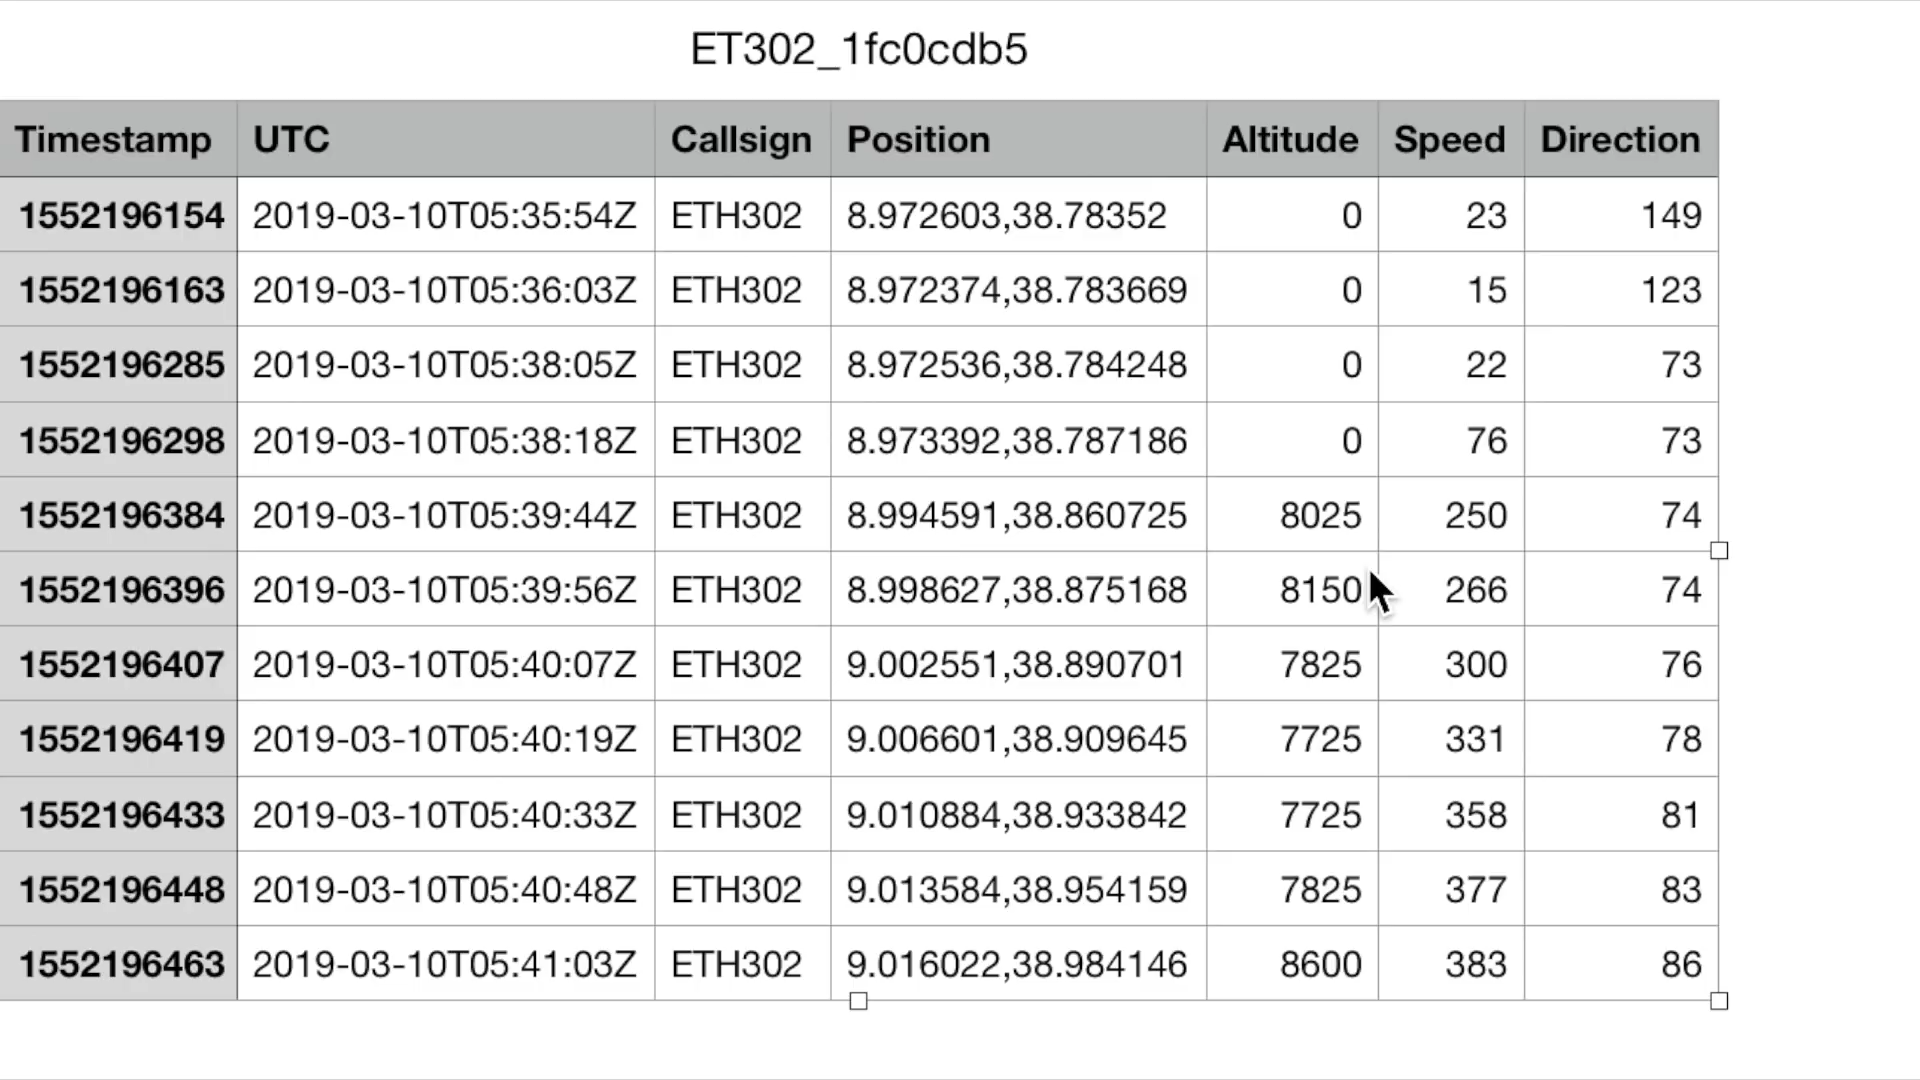 ET302_1fc0cdb5
Timestamp UTC Callsign Position Altitude Speed Direction
1552196154 2019-03-10T05:35:54Z ETH302 8.972603,38.78352 0 23 149
1552196163 2019-03-10T05:36:03Z ETH302 8.972374,38.783669 0 15 123
1552196285 2019-03-10T05:38:05Z ETH302 8.972536,38.784248 0 22 73
1552196298 2019-03-10T05:38:18Z ETH302 8.973392,38.787186 0 76 73
1552196384 2019-03-10T05:39:44Z ETH302 8.994591,38.860725 8025 250 74
1552196396 2019-03-10T05:39:56Z ETH302 8.998627,38.875168 8150 266 74
1552196407 2019-03-10T05:40:07Z ETH302 9.002551,38.890701 7825 300 76
1552196419 2019-03-10T05:40:19Z ETH302 9.006601,38.909645 7725 331 78
1552196433 2019-03-10T05:40:33Z ETH302 9.010884,38.933842 7725 358 81
1552196448 2019-03-10T05:40:48Z ETH302 9.013584,38.954159 7825 377 83
1552196463 2019-03-10T05:41:03Z ETH302 9.016022,38.984146 8600 383 86